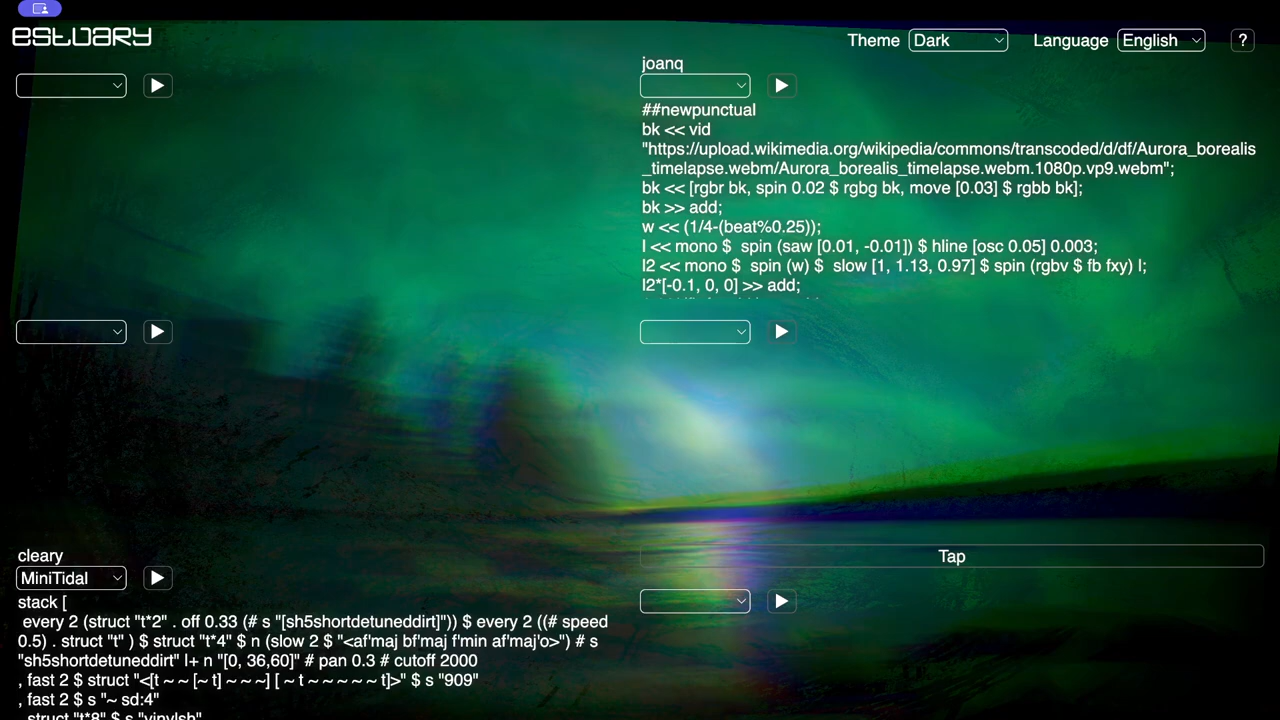 estuary
Theme Dark Language English ?
joanq
##newpunctual
bk << vid
"https://upload.wikimedia.org/wikipedia/commons/transcoded/d/df/Aurora_borealis
_timelapse.webm/Aurora_borealis_timelapse.webm.1080p.vp9.webm";
bk << [rgbr bk, spin 0.02 $ rgbg bk, move [0.03] $ rgbb bk];
bk >> add;
w << (1/4-(beat%0.25));
l << mono $  spin (saw [0.01, -0.01]) $ hline [osc 0.05] 0.003;
l2 << mono $  spin (w) $  slow [1, 1.13, 0.97] $ spin (rgbv $ fb fxy) l;
l2*[-0.1, 0, 0] >> add;
Tap
cleary
MiniTidal
stack [
every 2 (struct "t*2" . off 0.33 (# s "[sh5shortdetuneddirt]")) $ every 2 ((# speed
0.5) . struct "t" ) $ struct "t*4" $ n (slow 2 $ "<af'maj bf'maj f'min af'maj'o>") # s
"sh5shortdetuneddirt" |+ n "[0, 36,60]" # pan 0.3 # cutoff 2000
, fast 2 $ struct "<[t ~ ~ [~ t] ~ ~ ~] [ ~ t ~ ~ ~ ~ ~ t]>" $ s "909"
, fast 2 $ s "~ sd:4"
struct "t*8" $ s "vinylsh"